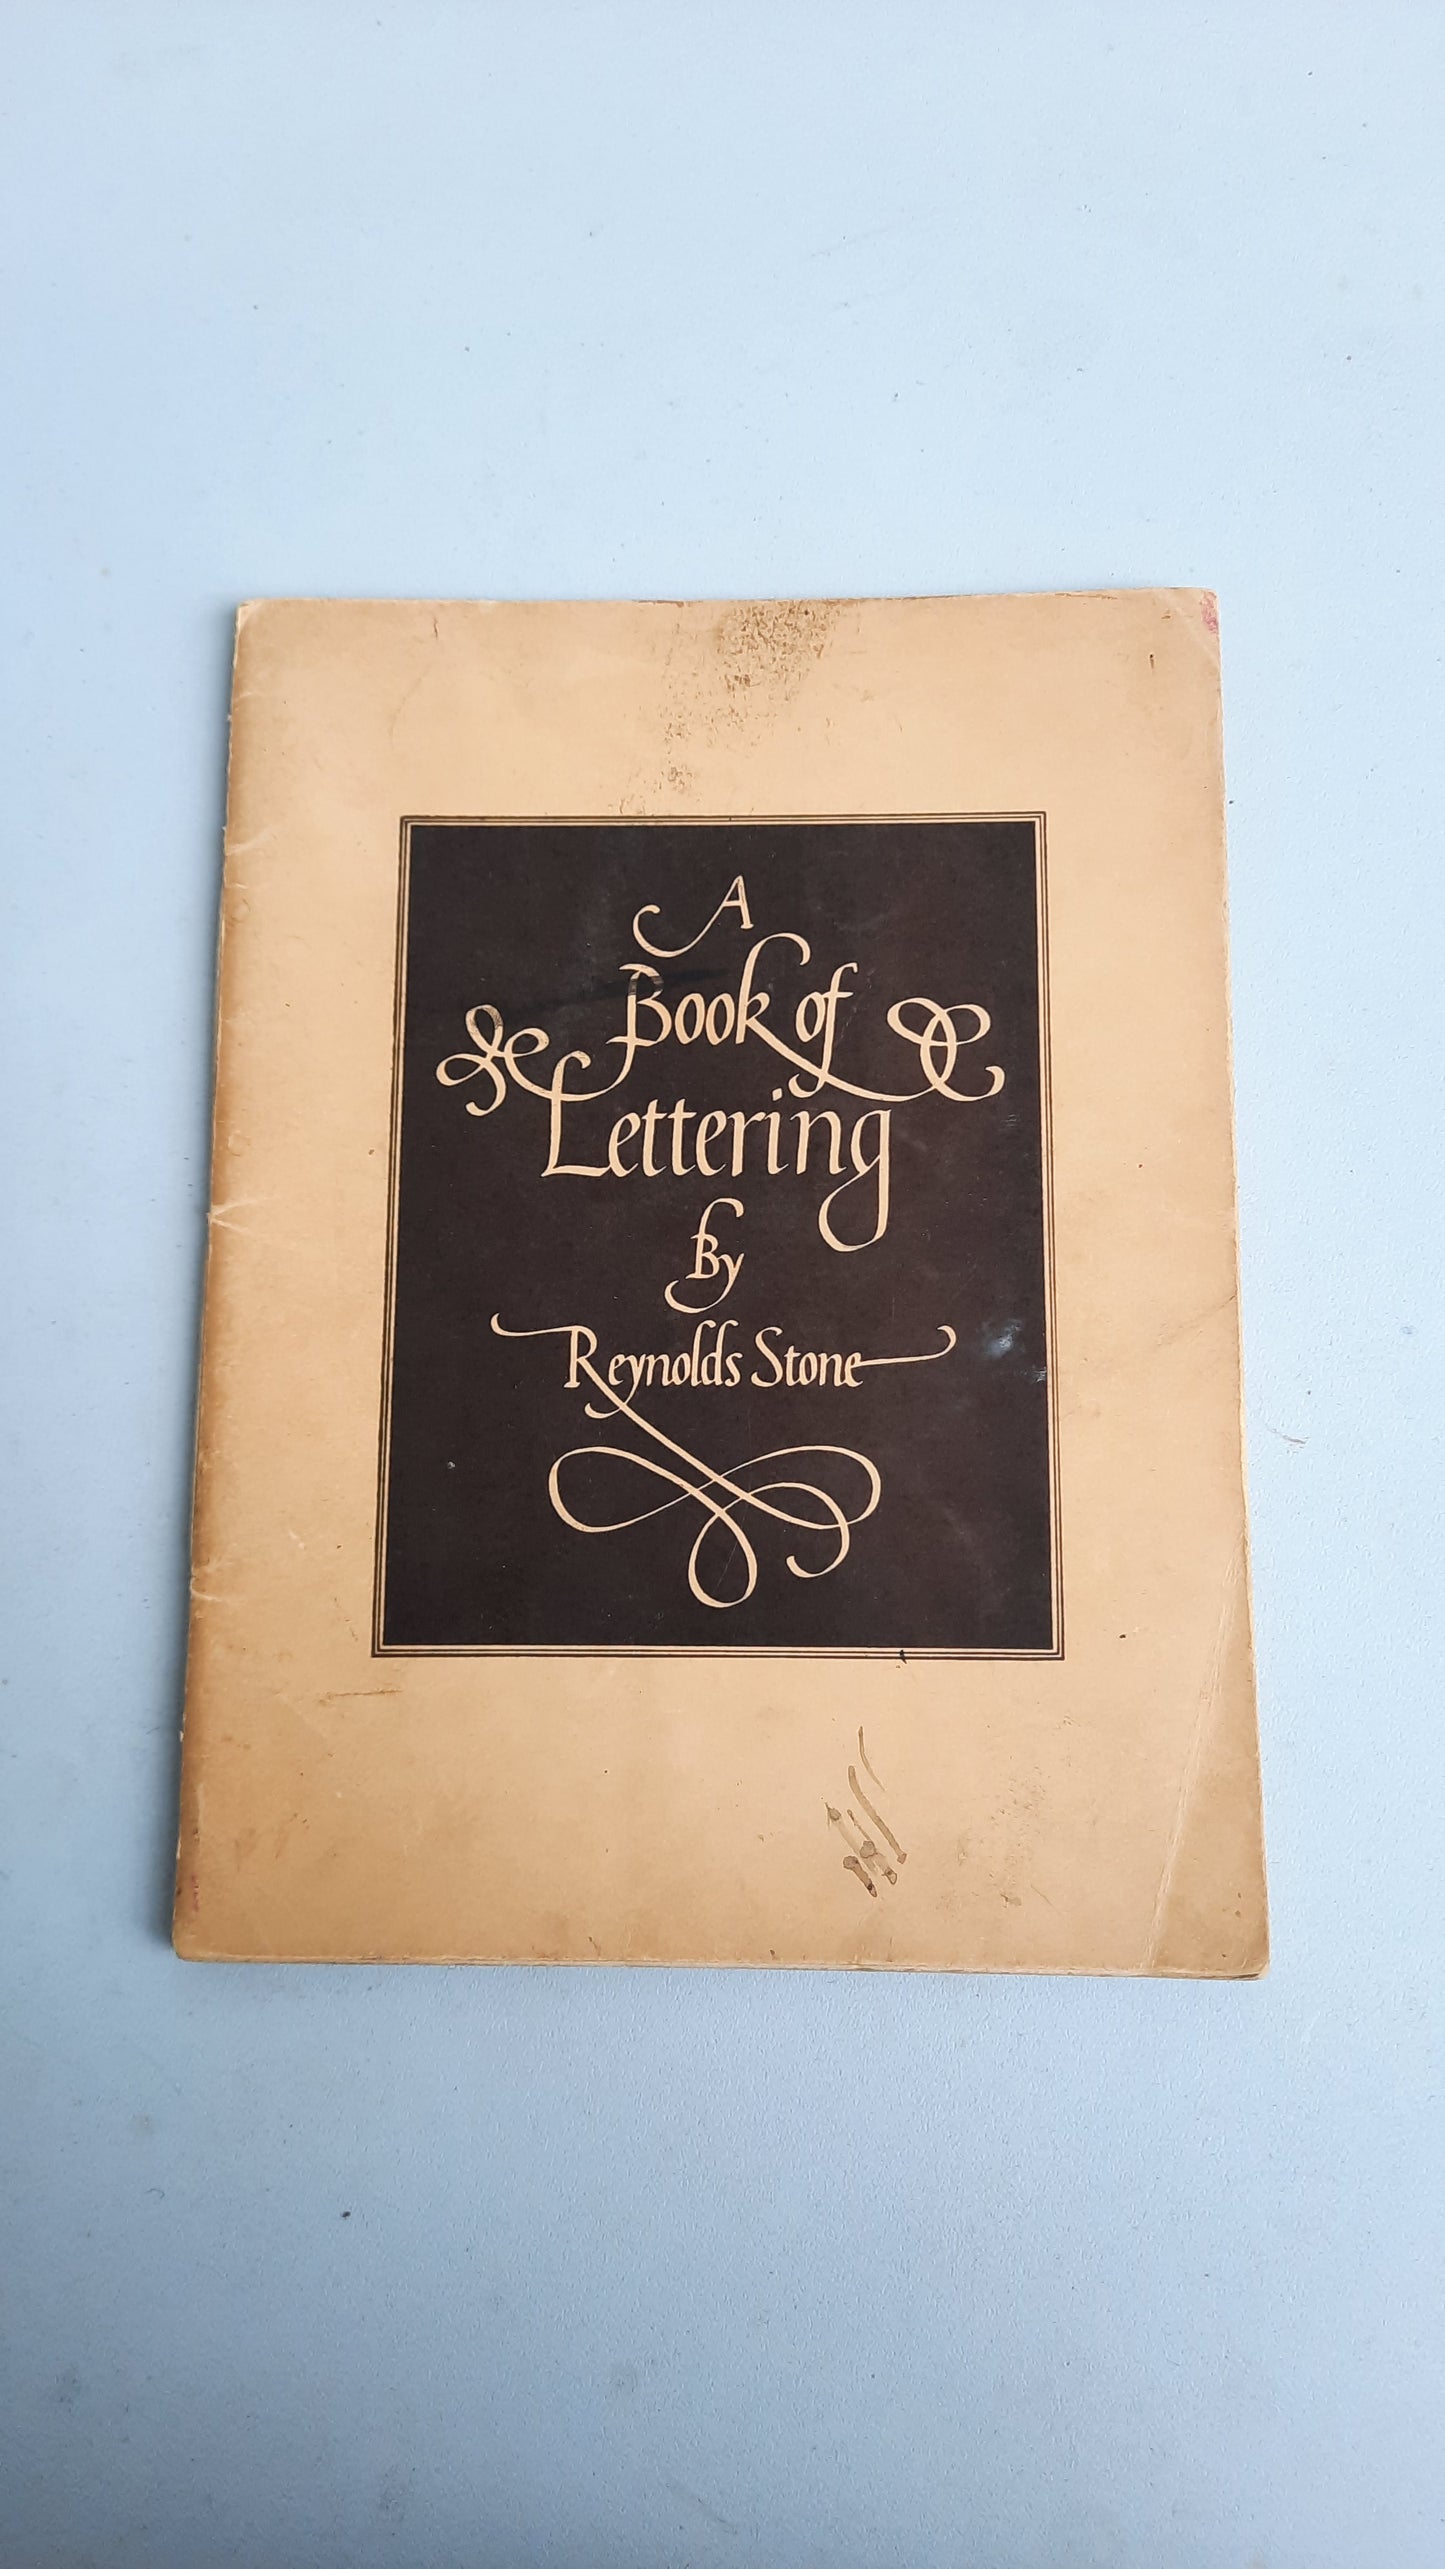 A
Book of
Lettering
By
Reynolds Stone